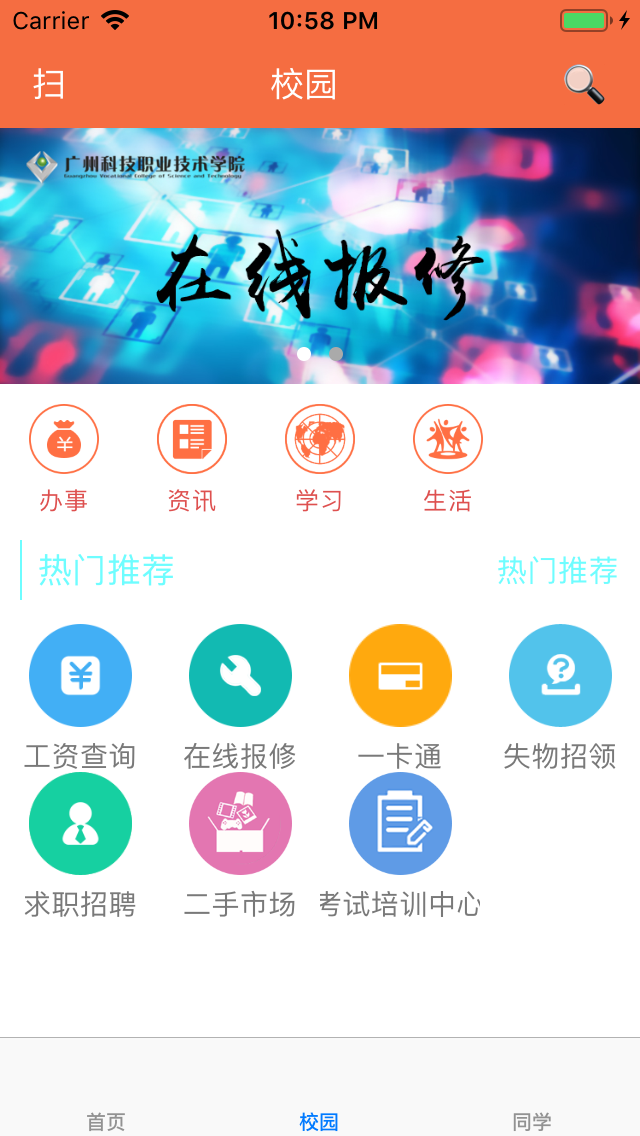 Carrier 10:58 PM
扫 校园
广州科技职业技术学院
Guangzhou Vocational College of Science and Technology
在线报修
办事 资讯 学习 生活
热门推荐 热门推荐
工资查询 在线报修 一卡通 失物招领
求职招聘 二手市场 考试培训中心
首页 校园 同学